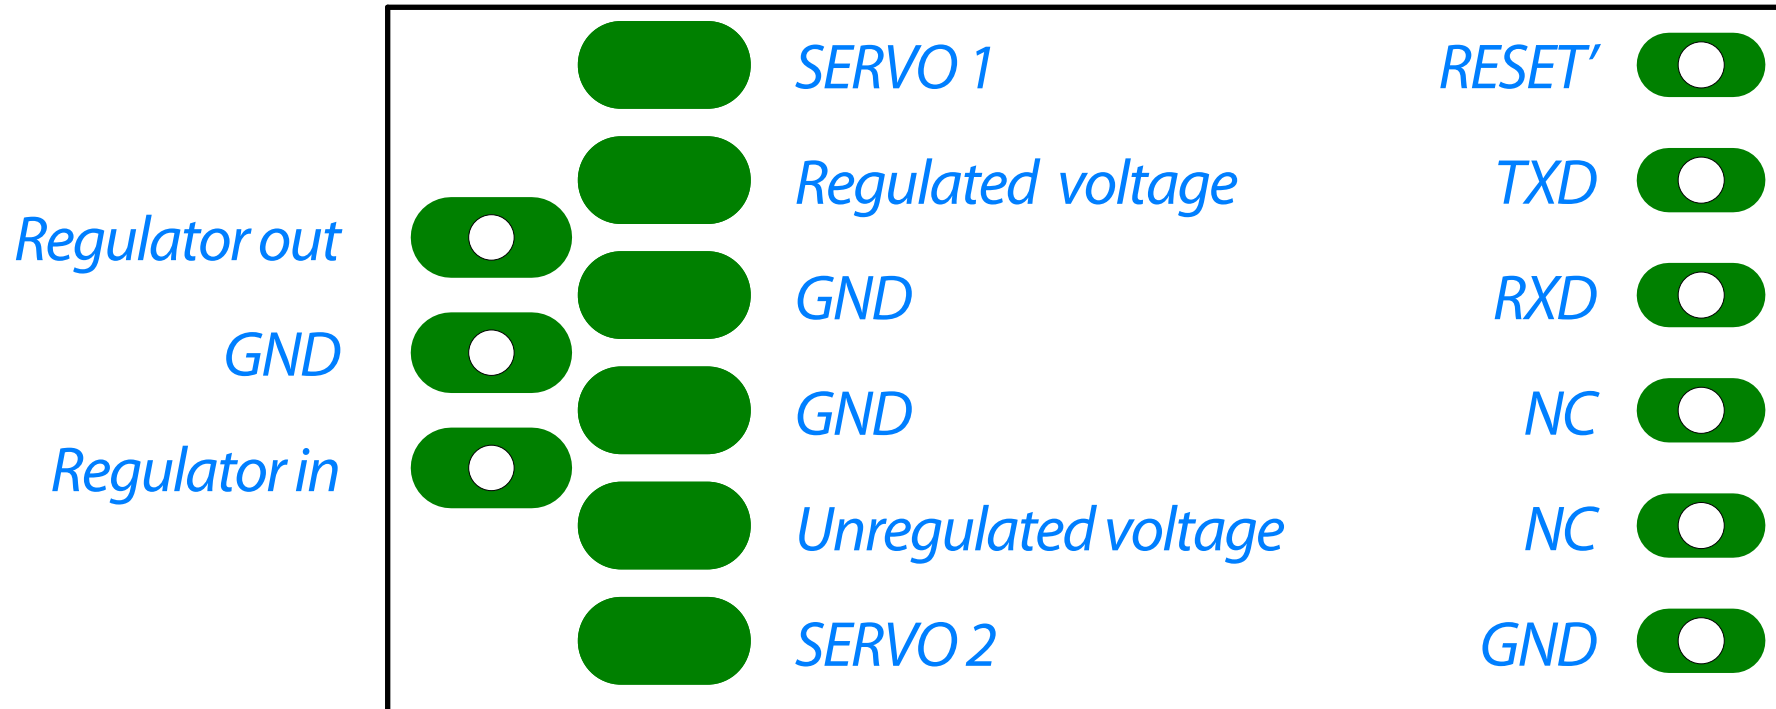 SERVO 1
RESET’
Regulated voltage
TXD
Regulator out
GND
RXD
GND
GND
NC
Regulator in
Unregulated voltage
NC
SERVO 2
GND